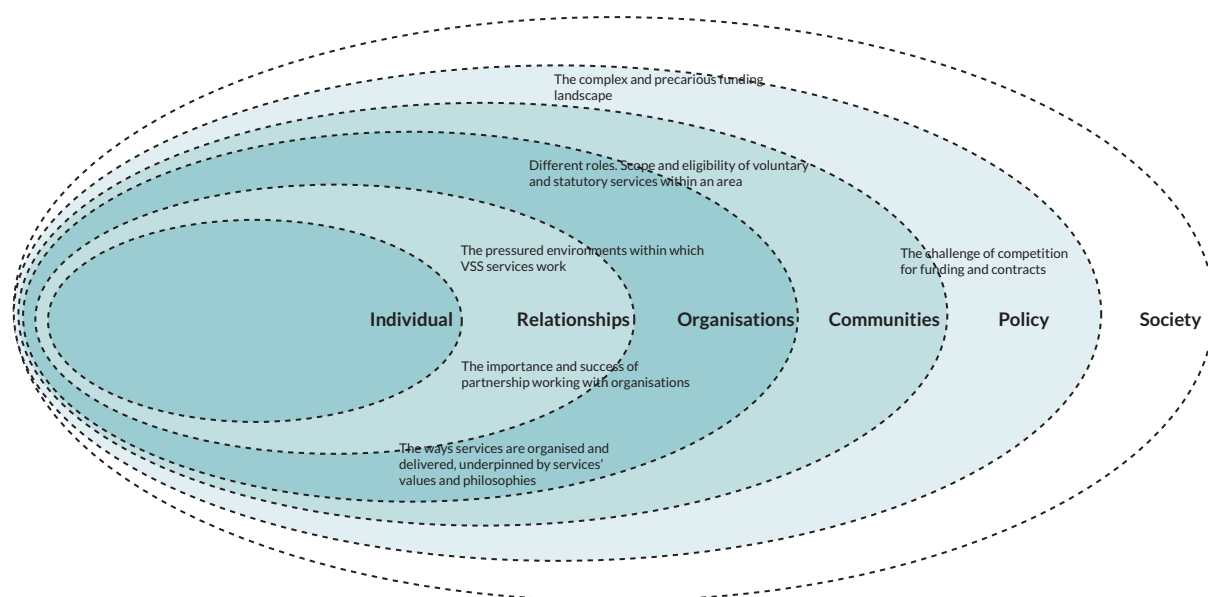 The complex and precarious funding
landscape
Different roles. Scope and eligibility of voluntary
and statutory services within an area
The pressured environments within which
VSS services work
The challenge of competition
for funding and contracts
Individual
Relationships
Organisations
Communities
Policy
Society
The importance and success of
partnership working with organisations
The ways services are organised and
delivered, underpinned by services’
values and philosophies